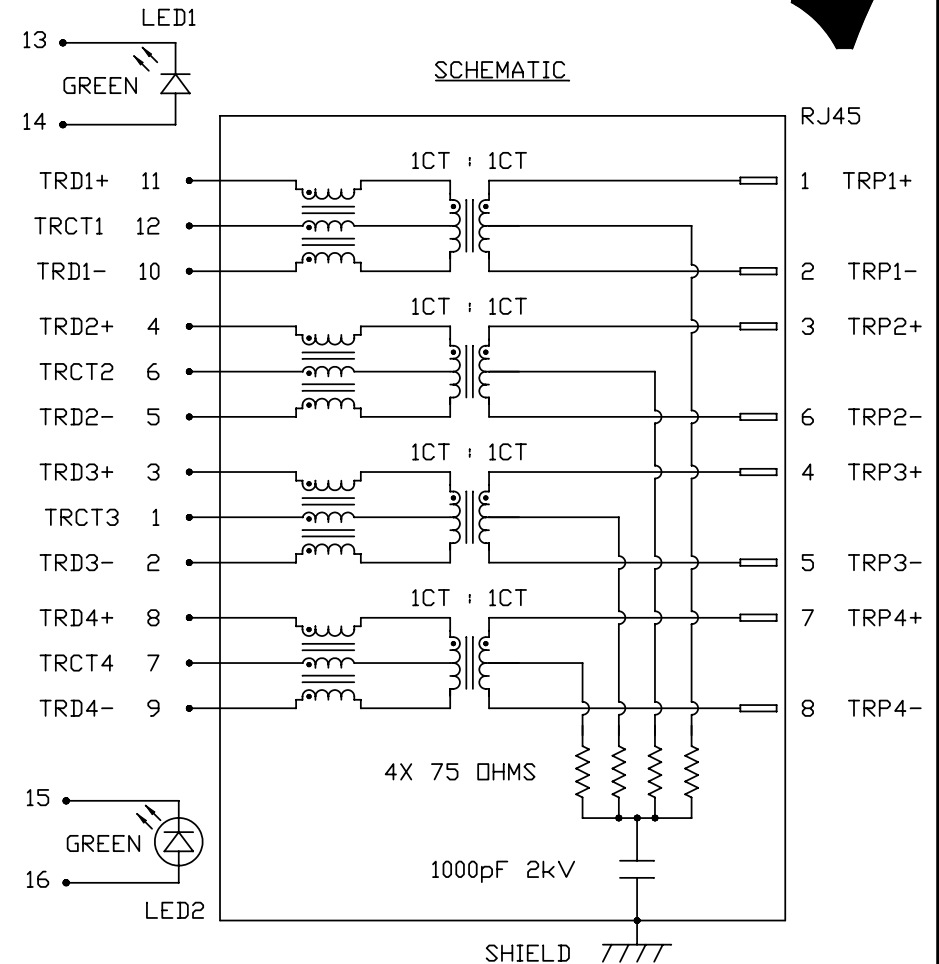 LED1
13
GREEN
14
SCHEMATIC
RJ45
1CT : 1CT
TRD1+ 11 1 TRP1+
TRCT1 12
TRD1- 10 2 TRP1-
1CT : 1CT
TRD2+ 4 3 TRP2+
TRCT2 6
TRD2- 5 6 TRP2-
1CT : 1CT
TRD3+ 3 4 TRP3+
TRCT3 1
TRD3- 2 5 TRP3-
1CT : 1CT
TRD4+ 8 7 TRP4+
TRCT4 7
TRD4- 9 8 TRP4-
4X 75 OHMS
15
GREEN
16
LED2
1000pF 2kV
SHIELD